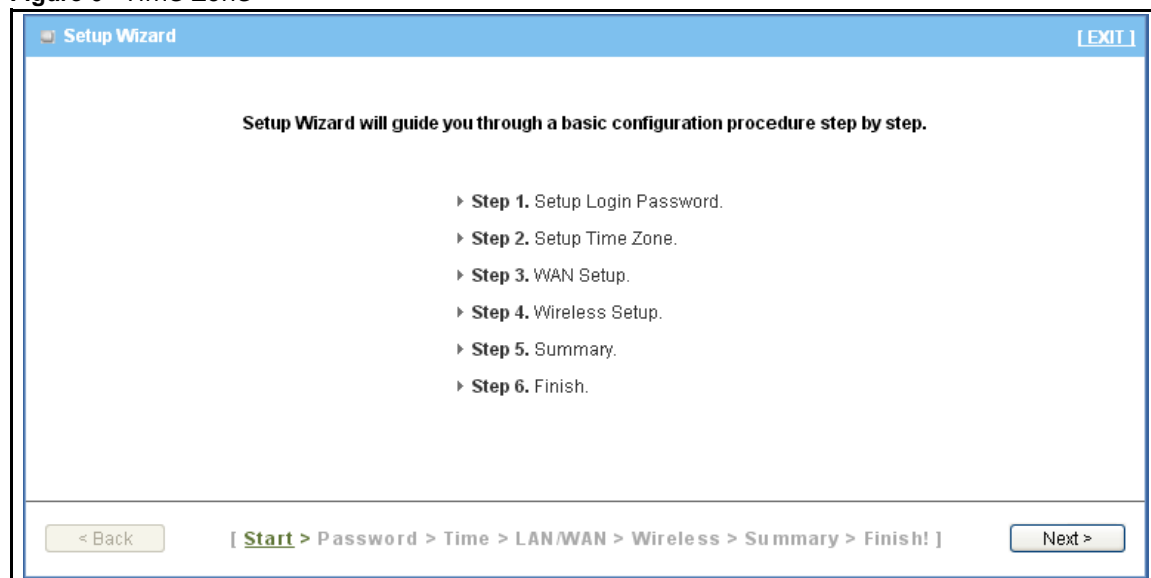 Setup Wizard [ EXIT ]
Setup Wizard will guide you through a basic configuration procedure step by step.
Step 1. Setup Login Password.
Step 2. Setup Time Zone.
Step 3. WAN Setup.
Step 4. Wireless Setup.
Step 5. Summary.
Step 6. Finish.
< Back [ Start > Password > Time > LAN/WAN > Wireless > Summary > Finish! ] Next >